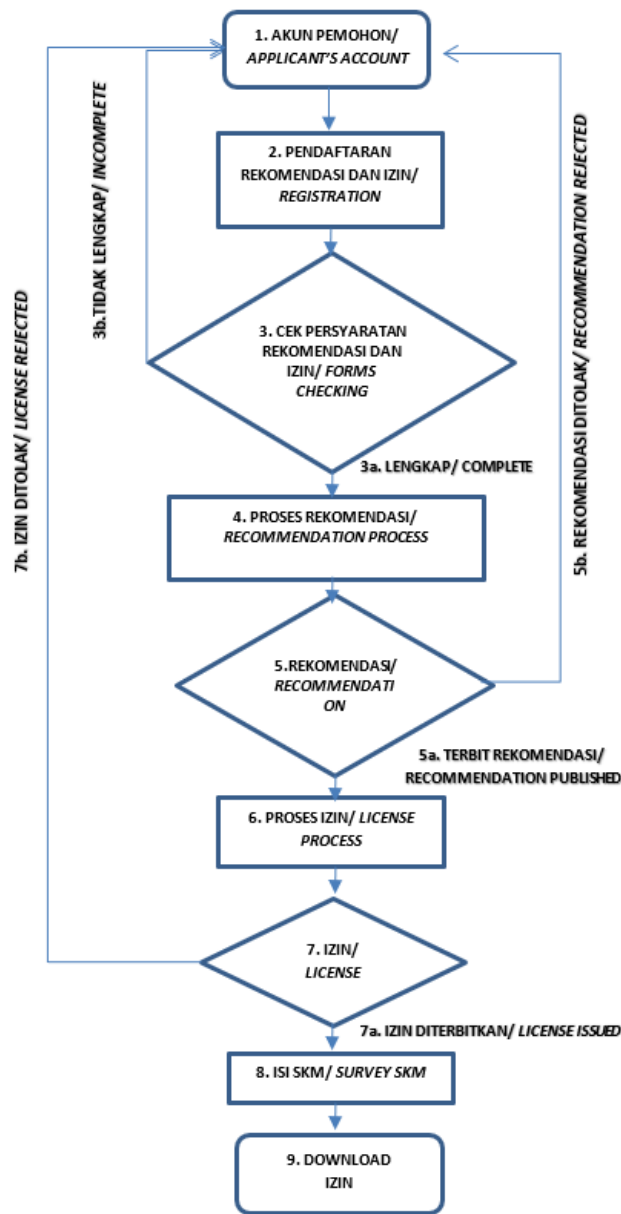 1. AKUN PEMOHON/
APPLICANT'S ACCOUNT
2. PENDAFTARAN
REKOMENDASI DAN IZIN/
REGISTRATION
3b.TIDAK LENGKAP/ INCOMPLETE
3. CEK PERSYARATAN
REKOMENDASI DAN
IZIN/ FORMS
CHECKING
7b. IZIN DITOLAK/ LICENSE REJECTED
5b. REKOMENDASI DITOLAK/ RECOMMENDATION REJECTED
3a. LENGKAP/ COMPLETE
4. PROSES REKOMENDASI/
RECOMMENDATION PROCESS
5.REKOMENDASI/
RECOMMENDATI
ON
5a. TERBIT REKOMENDASI/
RECOMMENDATION PUBLISHED
6. PROSES IZIN/ LICENSE
PROCESS
7. IZIN/
LICENSE
7a. IZIN DITERBITKAN/ LICENSE ISSUED
8. ISI SKM/ SURVEY SKM
9. DOWNLOAD
IZIN